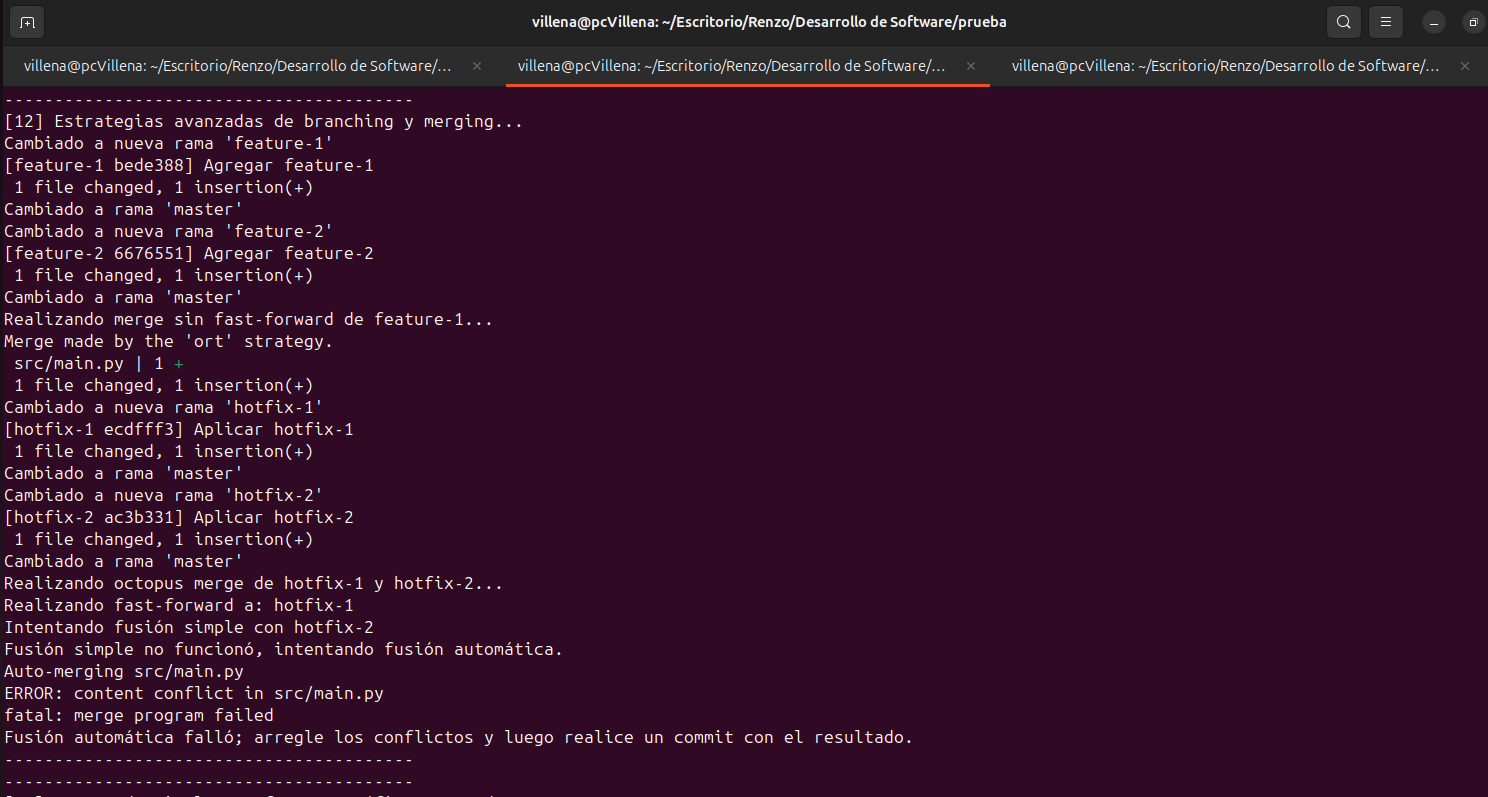 villena@pcVillena: ~/Escritorio/Renzo/Desarrollo de Software/prueba
villena@pcVillena: ~/Escritorio/Renzo/Desarrollo de Software/...
villena@pcVillena: ~/Escritorio/Renzo/Desarrollo de Software/...
villena@pcVillena: ~/Escritorio/Renzo/Desarrollo de Software/...
-----------------------------------------
[12] Estrategias avanzadas de branching y merging...
Cambiado a nueva rama 'feature-1'
[feature-1 bede388] Agregar feature-1
 1 file changed, 1 insertion(+)
Cambiado a rama 'master'
Cambiado a nueva rama 'feature-2'
[feature-2 6676551] Agregar feature-2
 1 file changed, 1 insertion(+)
Cambiado a rama 'master'
Realizando merge sin fast-forward de feature-1...
Merge made by the 'ort' strategy.
 src/main.py | 1 +
 1 file changed, 1 insertion(+)
Cambiado a nueva rama 'hotfix-1'
[hotfix-1 ecdfff3] Aplicar hotfix-1
 1 file changed, 1 insertion(+)
Cambiado a rama 'master'
Cambiado a nueva rama 'hotfix-2'
[hotfix-2 ac3b331] Aplicar hotfix-2
 1 file changed, 1 insertion(+)
Cambiado a rama 'master'
Realizando octopus merge de hotfix-1 y hotfix-2...
Realizando fast-forward a: hotfix-1
Intentando fusión simple con hotfix-2
Fusión simple no funcionó, intentando fusión automática.
Auto-merging src/main.py
ERROR: content conflict in src/main.py
fatal: merge program failed
Fusión automática falló; arregle los conflictos y luego realice un commit con el resultado.
-----------------------------------------
-----------------------------------------